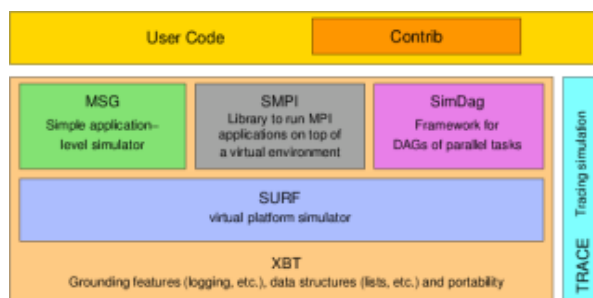 User Code
Contrib
MSG
Simple application–
level simulator
SMPI
Library to run MPI
applications on top of
a virtual environment
SimDag
Framework for
DAGs of parallel tasks
SURF
virtual platform simulator
XBT
Grounding features (logging, etc.), data structures (lists, etc.) and portability
TRACE Tracing simulation